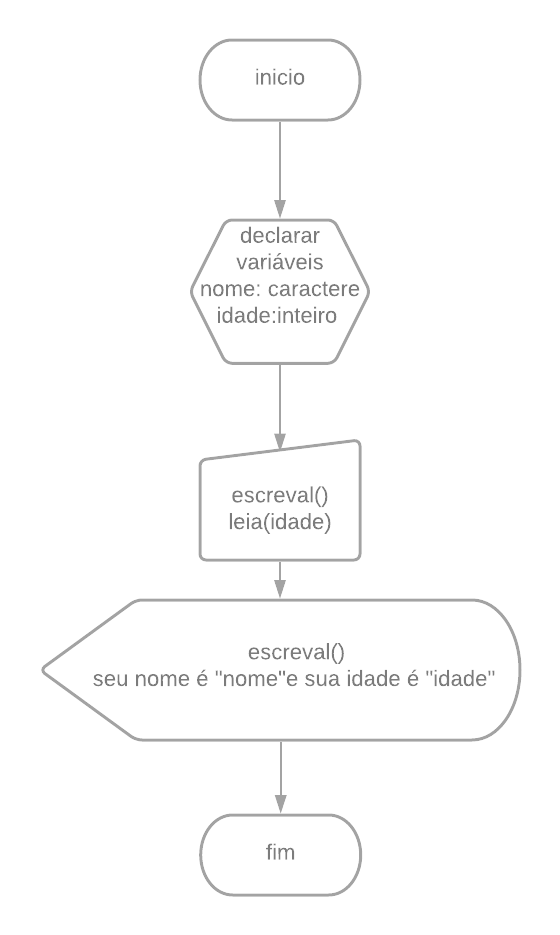 inicio
declarar
variáveis
nome: caractere
idade:inteiro
escreval()
leia(idade)
escreval()
seu nome é "nome"e sua idade é "idade"
fim